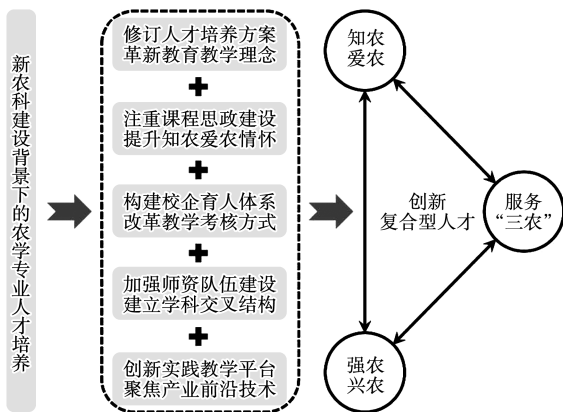 新农科建设背景下的农学专业人才培养
修订人才培养方案
革新教育教学理念
注重课程思政建设
提升知农爱农情怀
构建校企育人体系
改革教学考核方式
加强师资队伍建设
建立学科交叉结构
创新实践教学平台
聚焦产业前沿技术
知农
爱农
创新
复合型人才
服务
“三农”
强农
兴农